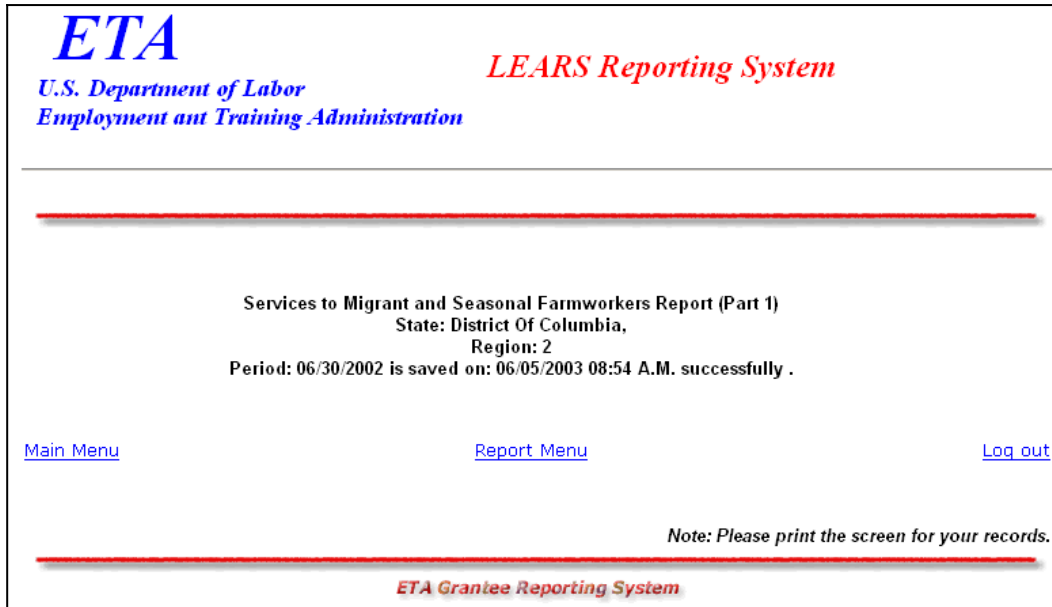 ETA
LEARS Reporting System
U.S. Department of Labor
Employment ant Training Administration
Services to Migrant and Seasonal Farmworkers Report (Part 1)
State: District Of Columbia,
Region: 2
Period: 06/30/2002 is saved on: 06/05/2003 08:54 A.M. successfully .
Main Menu Report Menu Log out
Note: Please print the screen for your records.
ETA Grantee Reporting System